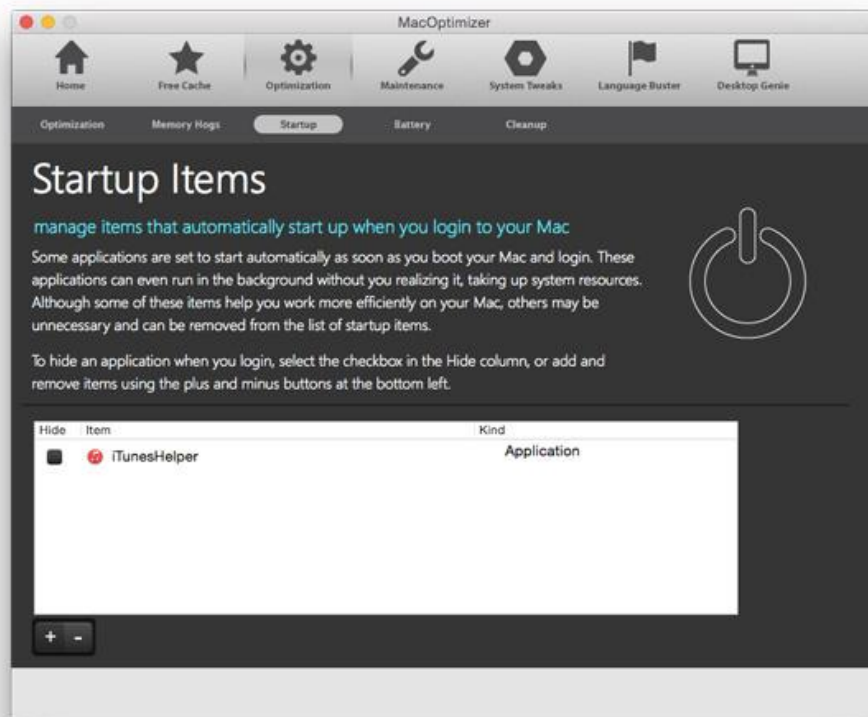 MacOptimizer
Home Free Cache Optimization Maintenance System Tweaks Language Buster Desktop Genie
Optimization Memory Hogs Startup Battery Cleanup
Startup Items
manage items that automatically start up when you login to your Mac
Some applications are set to start automatically as soon as you boot your Mac and login. These
applications can even run in the background without you realizing it, taking up system resources.
Although some of these items help you work more efficiently on your Mac, others may be
unnecessary and can be removed from the list of startup items.
To hide an application when you login, select the checkbox in the Hide column, or add and
remove items using the plus and minus buttons at the bottom left.
Hide Item Kind
iTunesHelper Application
+ -